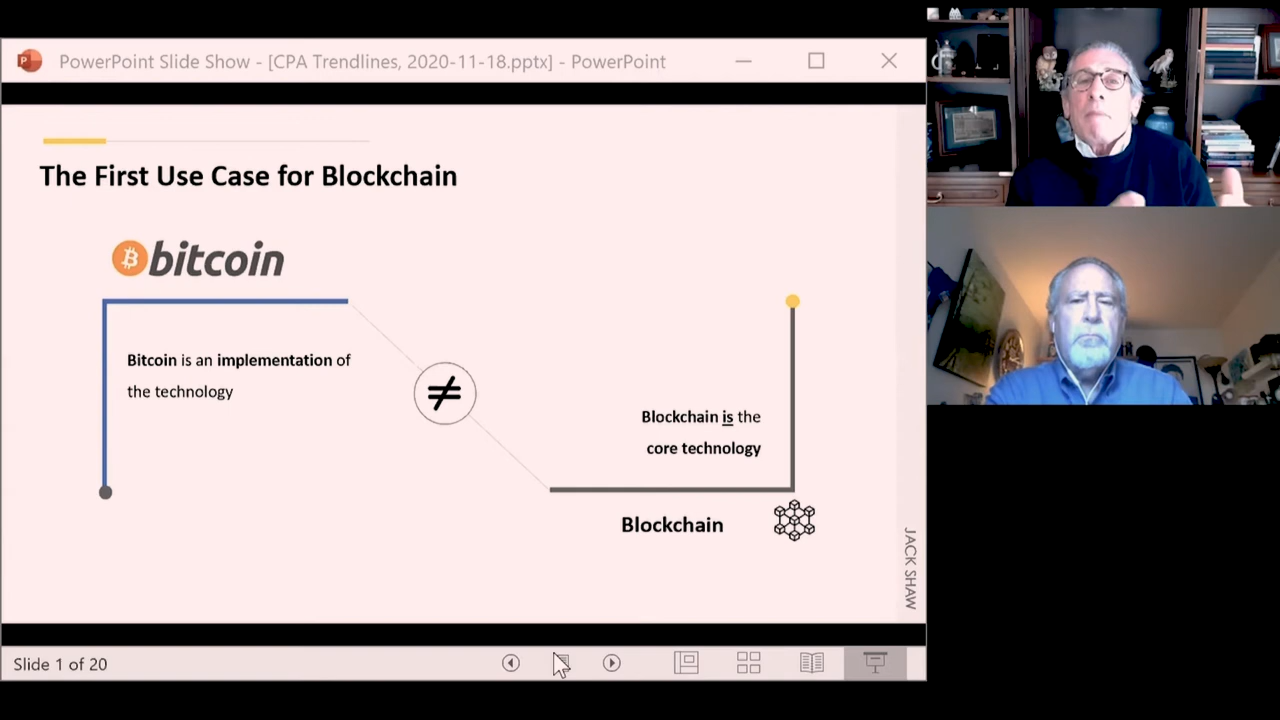 PowerPoint Slide Show - [CPA Trendlines, 2020-11-18.pptx] - PowerPoint
The First Use Case for Blockchain
bitcoin
Bitcoin is an implementation of
the technology
≠
Blockchain is the
core technology
Blockchain
JACK SHAW
Slide 1 of 20